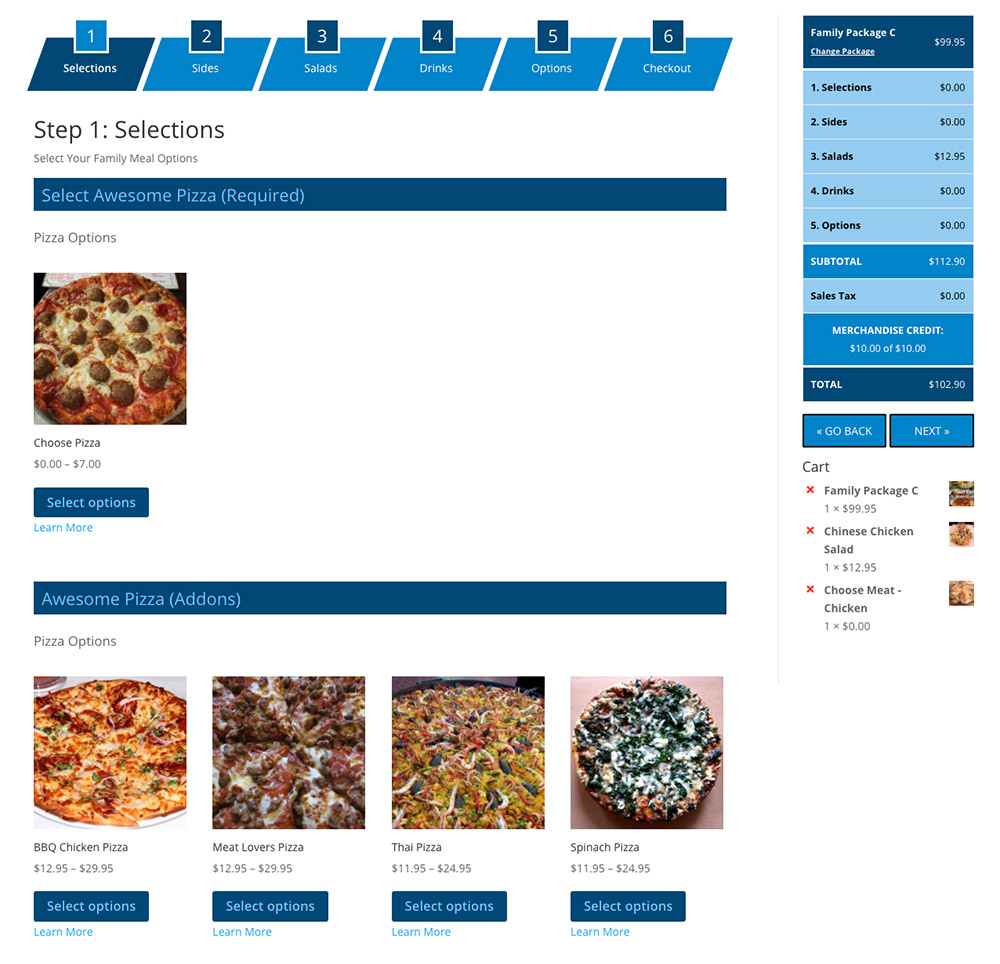 1
2
3
4
5
6
Selections
Sides
Salads
Drinks
Options
Checkout
Step 1: Selections
Select Your Family Meal Options
Select Awesome Pizza (Required)
Pizza Options
Choose Pizza
$0.00 – $7.00
Select options
Learn More
Awesome Pizza (Addons)
Pizza Options
BBQ Chicken Pizza
$12.95 – $29.95
Select options
Learn More
Meat Lovers Pizza
$12.95 – $29.95
Select options
Learn More
Thai Pizza
$11.95 – $24.95
Select options
Learn More
Spinach Pizza
$11.95 – $24.95
Select options
Learn More
Family Package C
Change Package
$99.95
1. Selections $0.00
2. Sides $0.00
3. Salads $12.95
4. Drinks $0.00
5. Options $0.00
SUBTOTAL $112.90
Sales Tax $0.00
MERCHANDISE CREDIT:
$10.00 of $10.00
TOTAL $102.90
« GO BACK
NEXT »
Cart
× Family Package C
1 × $99.95
× Chinese Chicken
Salad
1 × $12.95
× Choose Meat -
Chicken
1 × $0.00